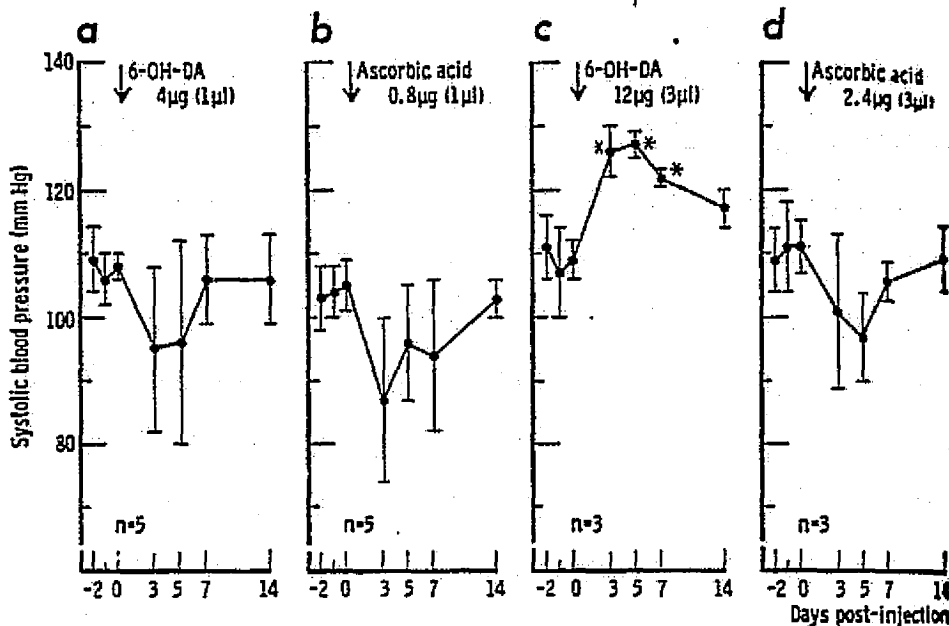 a
b
c
d
6-OH-DA
4µg (1µl)
Ascorbic acid
0.8µg (1µl)
6-OH-DA
12µg (3µl)
Ascorbic acid
2.4µg (3µl)
Systolic blood pressure (mm Hg)
140
120
100
80
*
*
*
n=5
n=5
n=3
n=3
-2 0 3 5 7 14
-2 0 3 5 7 14
-2 0 3 5 7 14
-2 0 3 5 7 14
Days post-injection